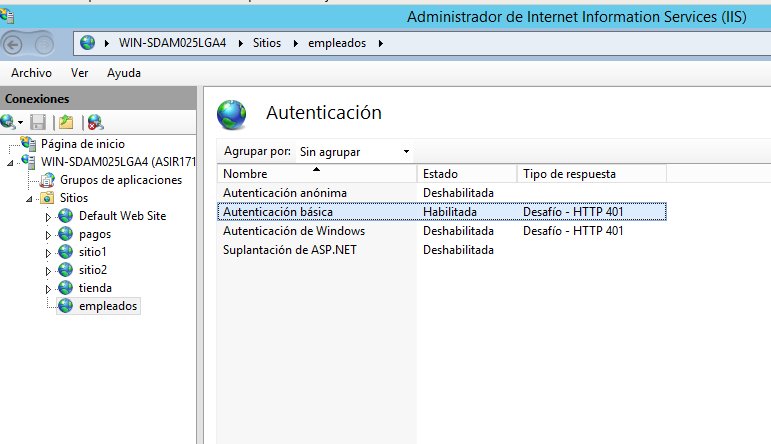 Administrador de Internet Information Services (IIS)
WIN-SDAM025LGA4 Sitios empleados
Archivo Ver Ayuda
Conexiones
Página de inicio
WIN-SDAM025LGA4 (ASIR171
Grupos de aplicaciones
Sitios
Default Web Site
pagos
sitio1
sitio2
tienda
empleados
Autenticación
Agrupar por: Sin agrupar
Nombre Estado Tipo de respuesta
Autenticación anónima Deshabilitada
Autenticación básica Habilitada Desafío - HTTP 401
Autenticación de Windows Deshabilitada Desafío - HTTP 401
Suplantación de ASP.NET Deshabilitada